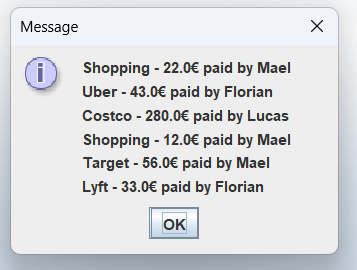 Message
Shopping - 22.0€ paid by Mael
Uber - 43.0€ paid by Florian
Costco - 280.0€ paid by Lucas
Shopping - 12.0€ paid by Mael
Target - 56.0€ paid by Mael
Lyft - 33.0€ paid by Florian
OK